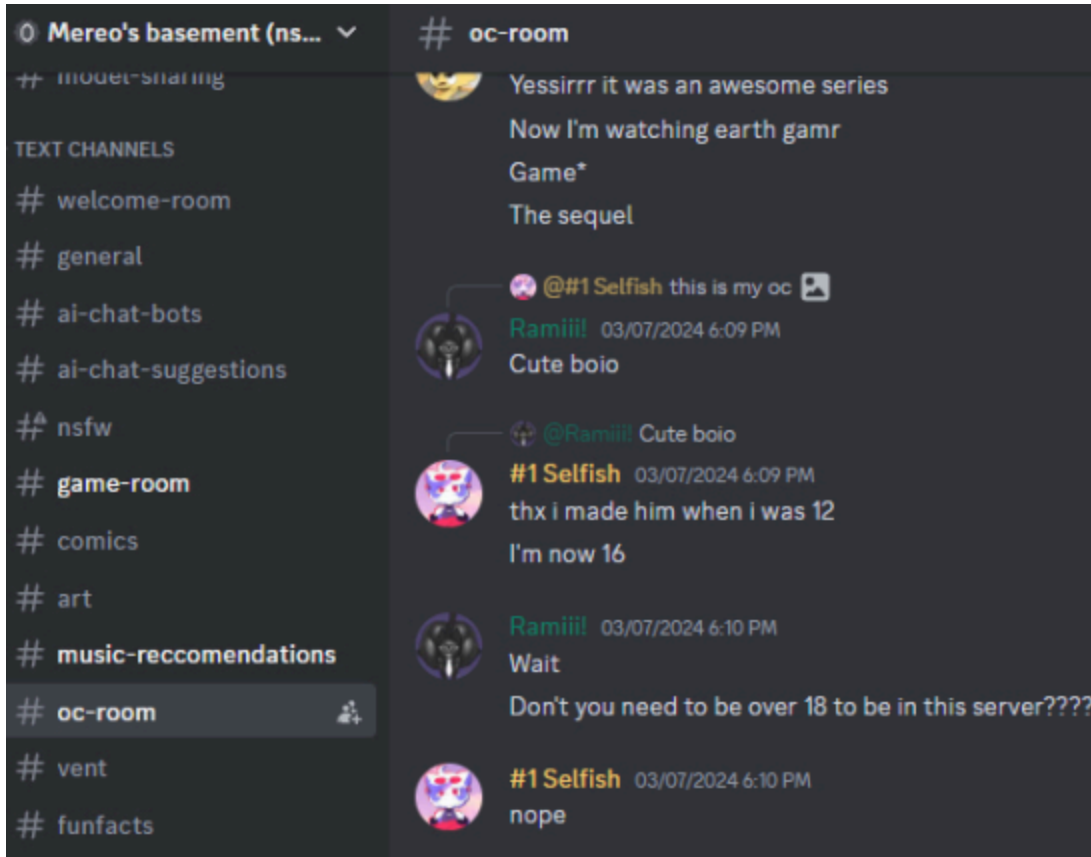 Mereo's basement (ns...
# oc-room
# model-sharing
TEXT CHANNELS
# welcome-room
# general
# ai-chat-bots
# ai-chat-suggestions
# nsfw
# game-room
# comics
# art
# music-reccomendations
# oc-room
# vent
# funfacts
Yessirrr it was an awesome series
Now I'm watching earth gamr
Game*
The sequel
@#1 Selfish this is my oc
Ramiii! 03/07/2024 6:09 PM
Cute boio
@Ramiii! Cute boio
#1 Selfish 03/07/2024 6:09 PM
thx i made him when i was 12
I'm now 16
Ramiii! 03/07/2024 6:10 PM
Wait
Don't you need to be over 18 to be in this server????
#1 Selfish 03/07/2024 6:10 PM
nope